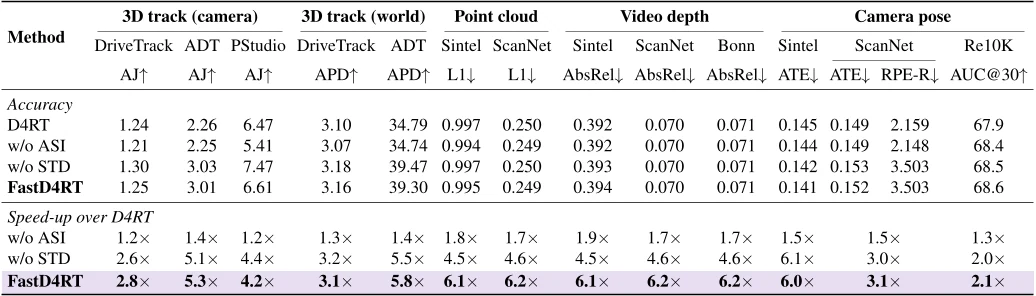 Method 3D track (camera) 3D track (world) Point cloud Video depth Camera pose
DriveTrack ADT PStudio DriveTrack ADT Sintel ScanNet Sintel ScanNet Bonn Sintel ScanNet Re10K
AJ↑ AJ↑ AJ↑ APD↑ APD↑ L1↓ L1↓ AbsRel↓ AbsRel↓ AbsRel↓ ATE↓ ATE↓ RPE-R↓ AUC@30↑
Accuracy
D4RT 1.24 2.26 6.47 3.10 34.79 0.997 0.250 0.392 0.070 0.071 0.145 0.149 2.159 67.9
w/o ASI 1.21 2.25 5.41 3.07 34.74 0.994 0.249 0.392 0.070 0.071 0.144 0.149 2.148 68.4
w/o STD 1.30 3.03 7.47 3.18 39.47 0.997 0.250 0.393 0.070 0.071 0.142 0.153 3.503 68.5
FastD4RT 1.25 3.01 6.61 3.16 39.30 0.995 0.249 0.394 0.070 0.071 0.141 0.152 3.503 68.6
Speed-up over D4RT
w/o ASI 1.2× 1.4× 1.2× 1.3× 1.4× 1.8× 1.7× 1.9× 1.7× 1.7× 1.5× 1.5× 1.3×
w/o STD 2.6× 5.1× 4.4× 3.2× 5.5× 4.5× 4.6× 4.5× 4.6× 4.6× 6.1× 3.0× 2.0×
FastD4RT 2.8× 5.3× 4.2× 3.1× 5.8× 6.1× 6.2× 6.1× 6.2× 6.2× 6.0× 3.1× 2.1×